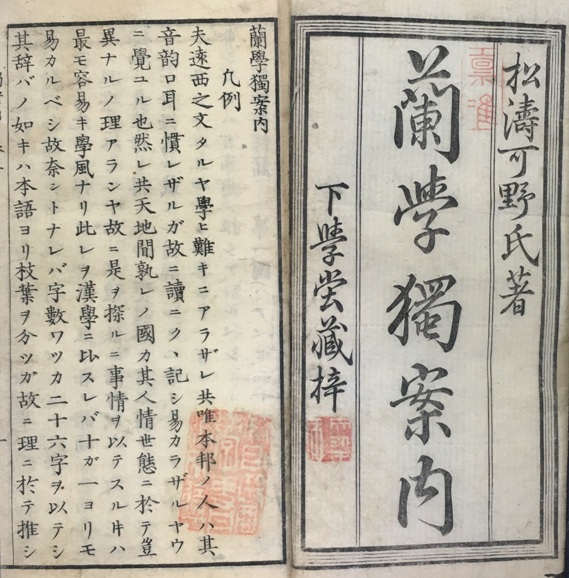 松濤可野氏著
蘭學獨案内
下學堂藏梓
蘭學獨案内
凡例
夫遠西之文タルヤ學ヒ難キニアラザレ共唯本邦ノ人ハ其
音韵口耳ニ慣レザルガ故ニ讀ニクヽ記シ易カラザルヤウ
ニ覺ユル也然レ共天地間孰レノ國カ其人情世態ニ於テ豈
異ナルノ理アランヤ故ニ是ヲ探ルニ事情ヲ以テスル寸ハ
最モ容易キ學風ナリ此レヲ漢學ニ比スレバ十ガ一ヨリモ
易カルベシ故奈シトナレバ字數ワツカ二十六字ヲ以テシ
其辞バノ如キハ本語ヨリ枝葉ヲ分ツガ故ニ理ニ於テ推シ